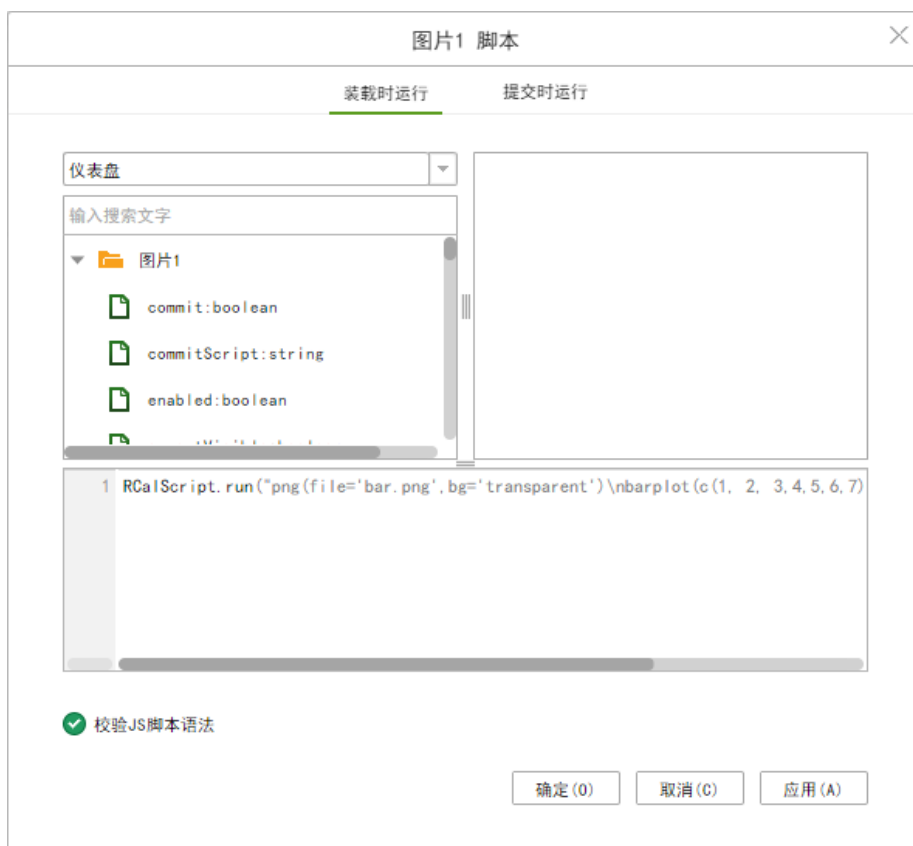 图片1 脚本
装载时运行
提交时运行
仪表盘
输入搜索文字
图片1
commit:boolean
commitScript:string
enabled:boolean
1 RCalScript.run("png(file='bar.png',bg='transparent')\nbarplot(c(1, 2, 3,4,5,6,7)
校验JS脚本语法
确定(O)
取消(C)
应用(A)